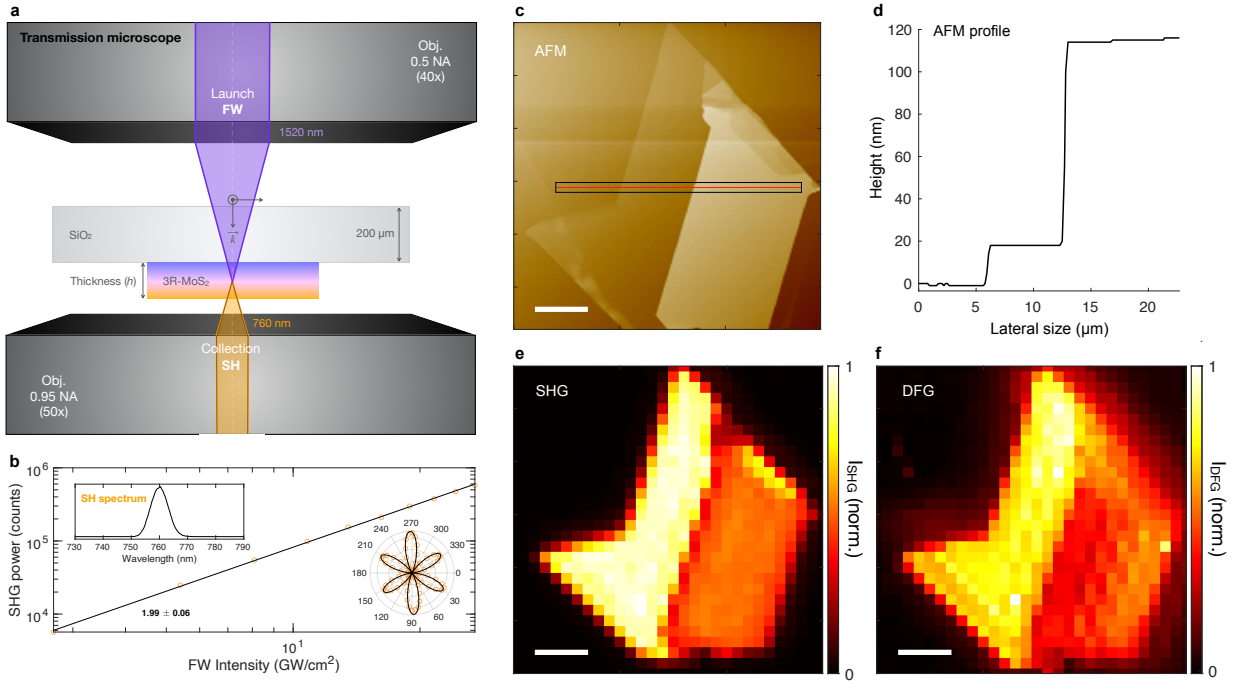 a
Transmission microscope
Obj.
0.5 NA
(40x)
Launch
FW
1520 nm
k
SiO2
200 µm
Thickness (h)
3R-MoS2
760 nm
Collection
SH
Obj.
0.95 NA
(50x)
b
SHG power (counts)
10^6
10^5
10^4
SH spectrum
730 740 750 760 770 780 790
Wavelength (nm)
1.99 ± 0.06
270
240 300
210 330
180 0
150 30
120 60
90
10^1
FW Intensity (GW/cm^2)
c
AFM
d
AFM profile
Height (nm)
120
100
80
60
40
20
0
0 10 20
Lateral size (µm)
e
SHG
1
I_SHG (norm.)
0
f
DFG
1
I_DFG (norm.)
0